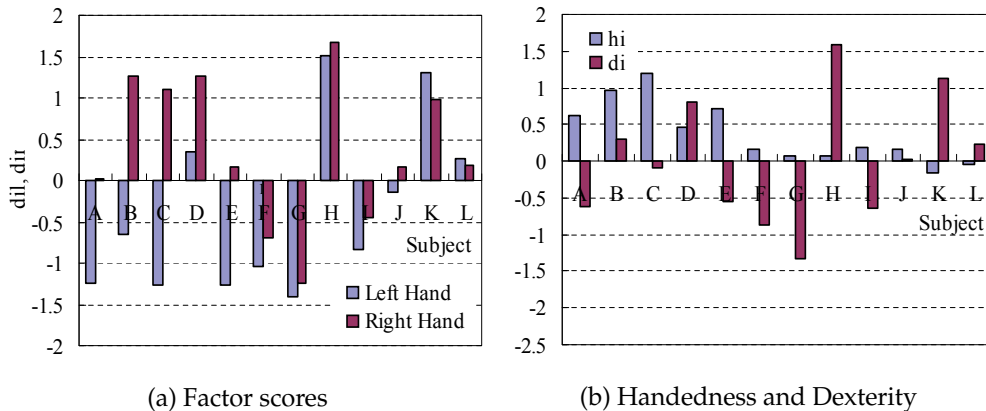 2
1.5
1
0.5
0
-0.5
-1
-1.5
-2
dil, dir
A B C D E F G H I J K L
Subject
Left Hand
Right Hand
(a) Factor scores
2
1.5
1
0.5
0
-0.5
-1
-1.5
-2
-2.5
hi
di
A B C D E F G H I J K L
Subject
(b) Handedness and Dexterity